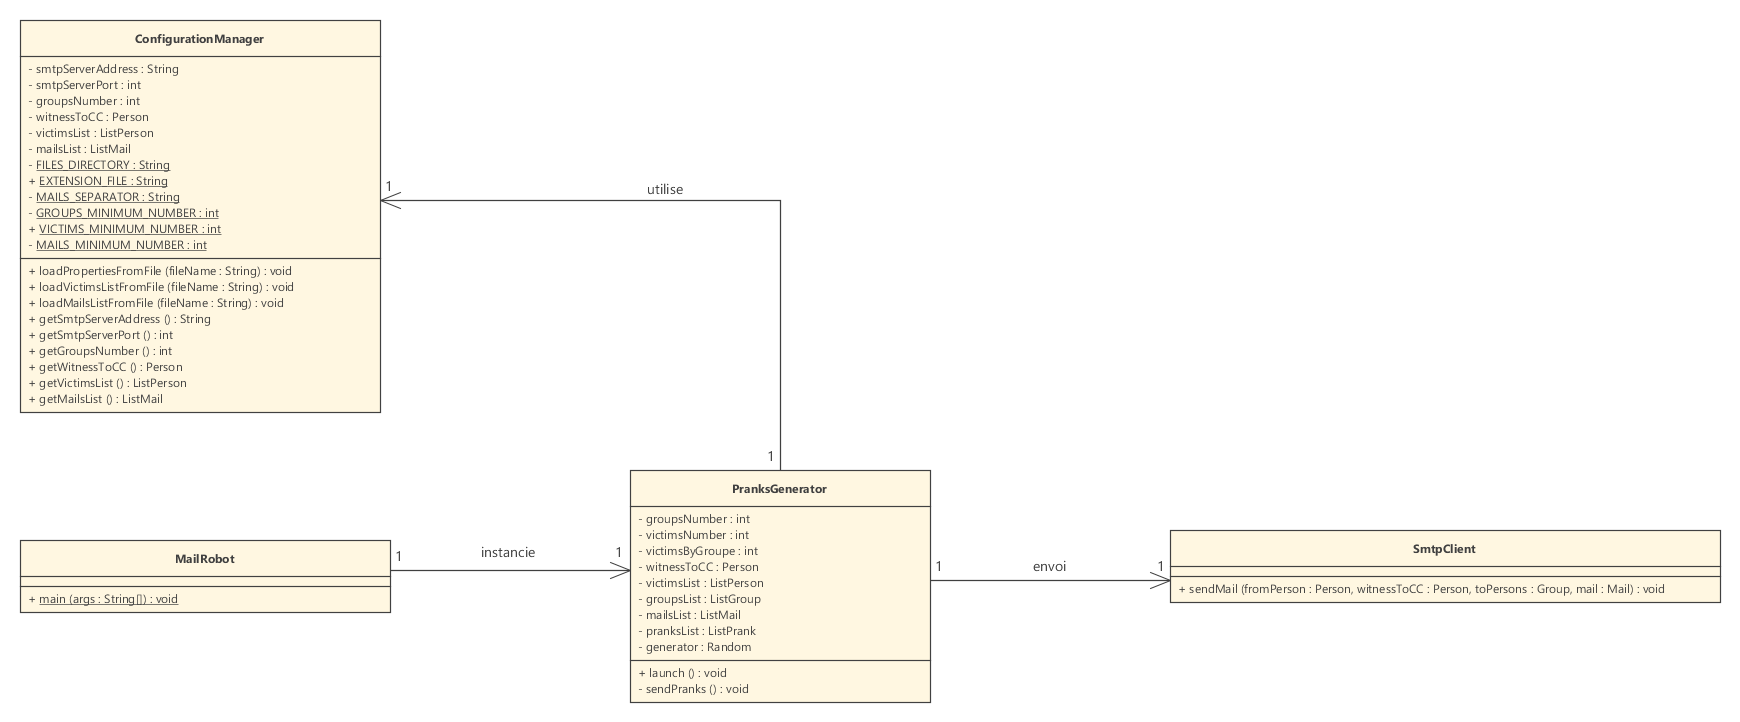 ConfigurationManager
- smtpServerAddress : String
- smtpServerPort : int
- groupsNumber : int
- witnessToCC : Person
- victimsList : ListPerson
- mailsList : ListMail
- FILES_DIRECTORY : String
+ EXTENSION_FILE : String
- MAILS_SEPARATOR : String
- GROUPS_MINIMUM_NUMBER : int
+ VICTIMS_MINIMUM_NUMBER : int
- MAILS_MINIMUM_NUMBER : int
+ loadPropertiesFromFile (fileName : String) : void
+ loadVictimsListFromFile (fileName : String) : void
+ loadMailsListFromFile (fileName : String) : void
+ getSmtpServerAddress () : String
+ getSmtpServerPort () : int
+ getGroupsNumber () : int
+ getWitnessToCC () : Person
+ getVictimsList () : ListPerson
+ getMailsList () : ListMail
1
utilise
1
MailRobot
+ main (args : String[]) : void
1
instancie
1
PranksGenerator
- groupsNumber : int
- victimsNumber : int
- victimsByGroupe : int
- witnessToCC : Person
- victimsList : ListPerson
- groupsList : ListGroup
- mailsList : ListMail
- pranksList : ListPrank
- generator : Random
+ launch () : void
- sendPranks () : void
1
envoi
1
SmtpClient
+ sendMail (fromPerson : Person, witnessToCC : Person, toPersons : Group, mail : Mail) : void